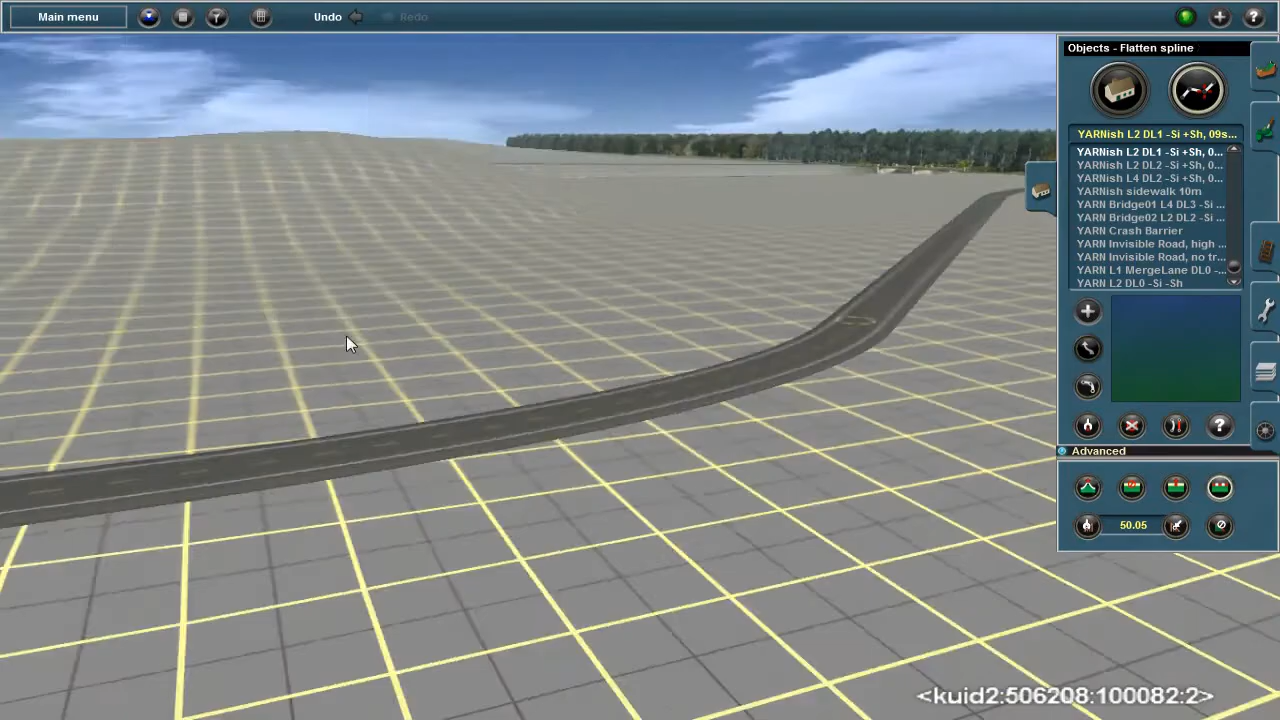 Main menu
Undo
Redo
?
Objects - Flatten spline
YARNish L2 DL1 -Si +Sh, 09s...
YARNish L2 DL1 -Si +Sh, 0...
YARNish L2 DL2 -Si +Sh, 0...
YARNish L4 DL2 -Si +Sh, 0...
YARNish sidewalk 10m
YARN Bridge01 L4 DL3 -Si ...
YARN Bridge02 L2 DL2 -Si ...
YARN Crash Barrier
YARN Invisible Road, high ...
YARN Invisible Road, no tr...
YARN L1 MergeLane DL0 -...
YARN L2 DL0 -Si -Sh
?
Advanced
50.05
<kuid2:506208:100082:2>